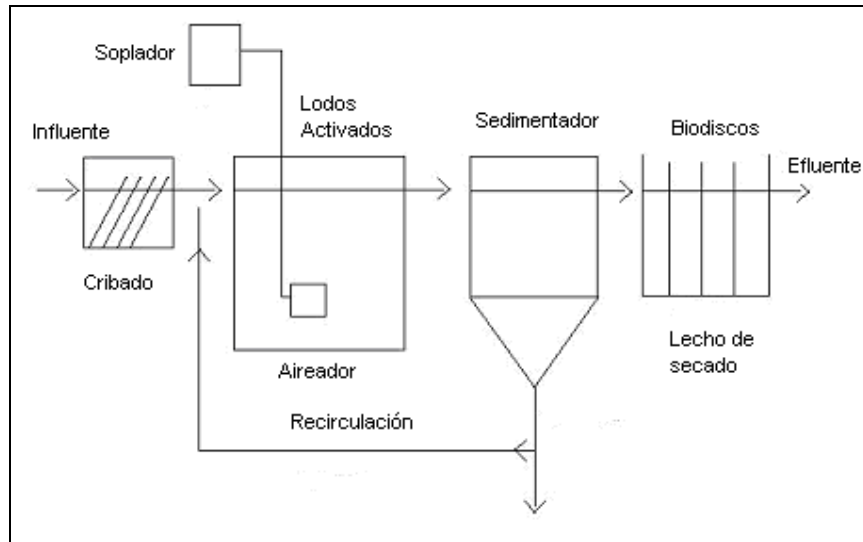 Soplador
Lodos
Activados
Sedimentador
Biodiscos
Influente
Efluente
Cribado
Aireador
Lecho de
secado
Recirculación